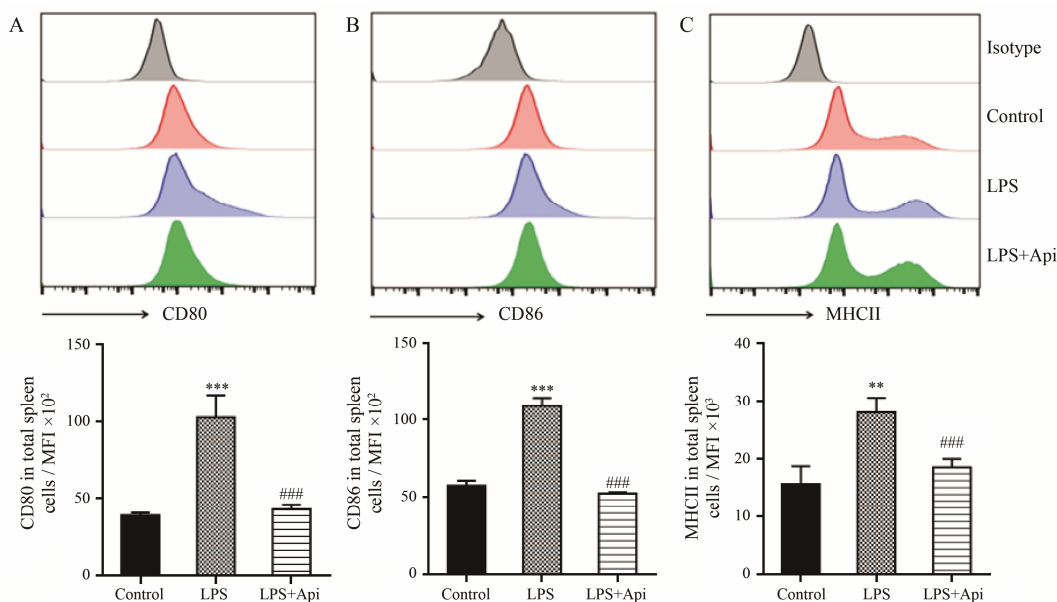 A
B
C
Isotype
Control
LPS
LPS+Api
CD80
CD86
MHCII
CD80 in total spleen
cells / MFI ×10²
150
100
50
0
***
###
Control
LPS
LPS+Api
CD86 in total spleen
cells / MFI ×10²
150
100
50
0
***
###
Control
LPS
LPS+Api
MHCII in total spleen
cells / MFI ×10³
40
30
20
10
0
**
###
Control
LPS
LPS+Api